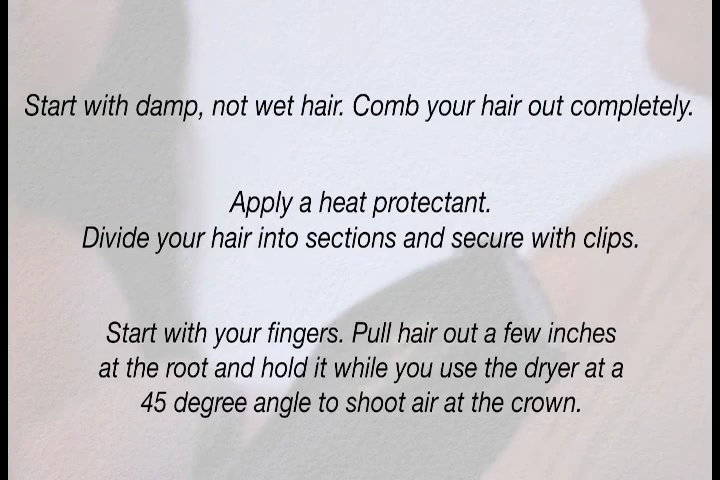 Start with damp, not wet hair. Comb your hair out completely.
Apply a heat protectant.
Divide your hair into sections and secure with clips.
Start with your fingers. Pull hair out a few inches
at the root and hold it while you use the dryer at a
45 degree angle to shoot air at the crown.